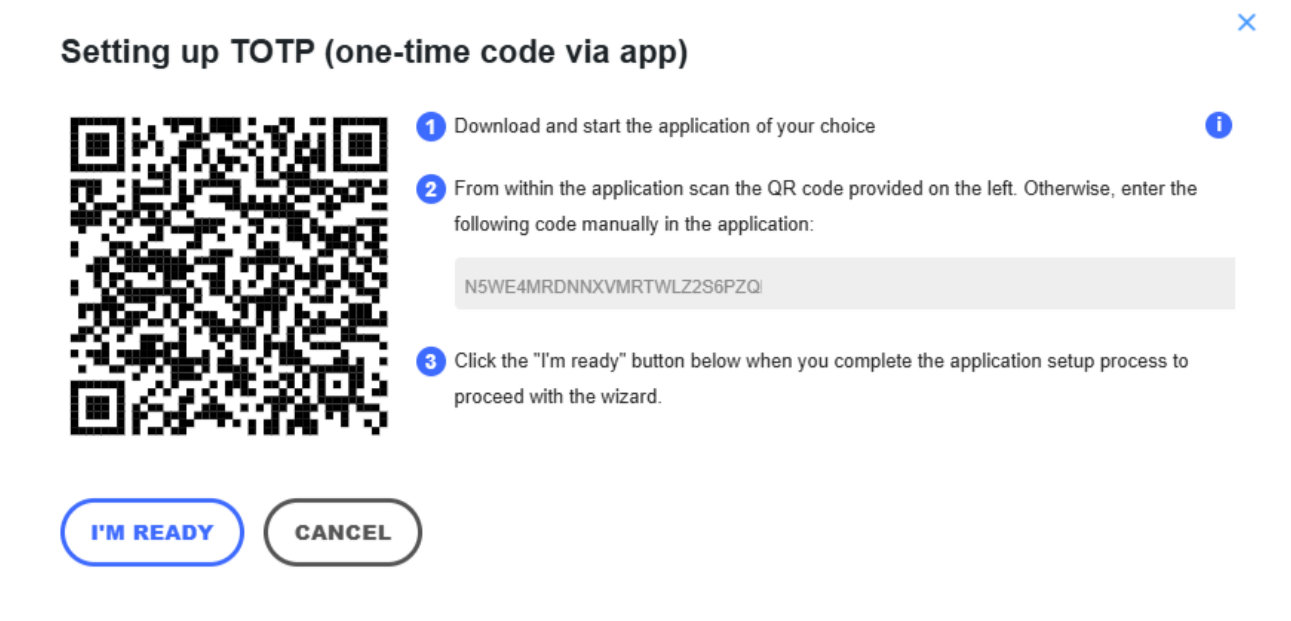 Setting up TOTP (one-time code via app)
1 Download and start the application of your choice
i
2 From within the application scan the QR code provided on the left. Otherwise, enter the
following code manually in the application:
N5WE4MRDNNXVMRTWLZ2S6PZQ
3 Click the "I'm ready" button below when you complete the application setup process to
proceed with the wizard.
I'M READY
CANCEL